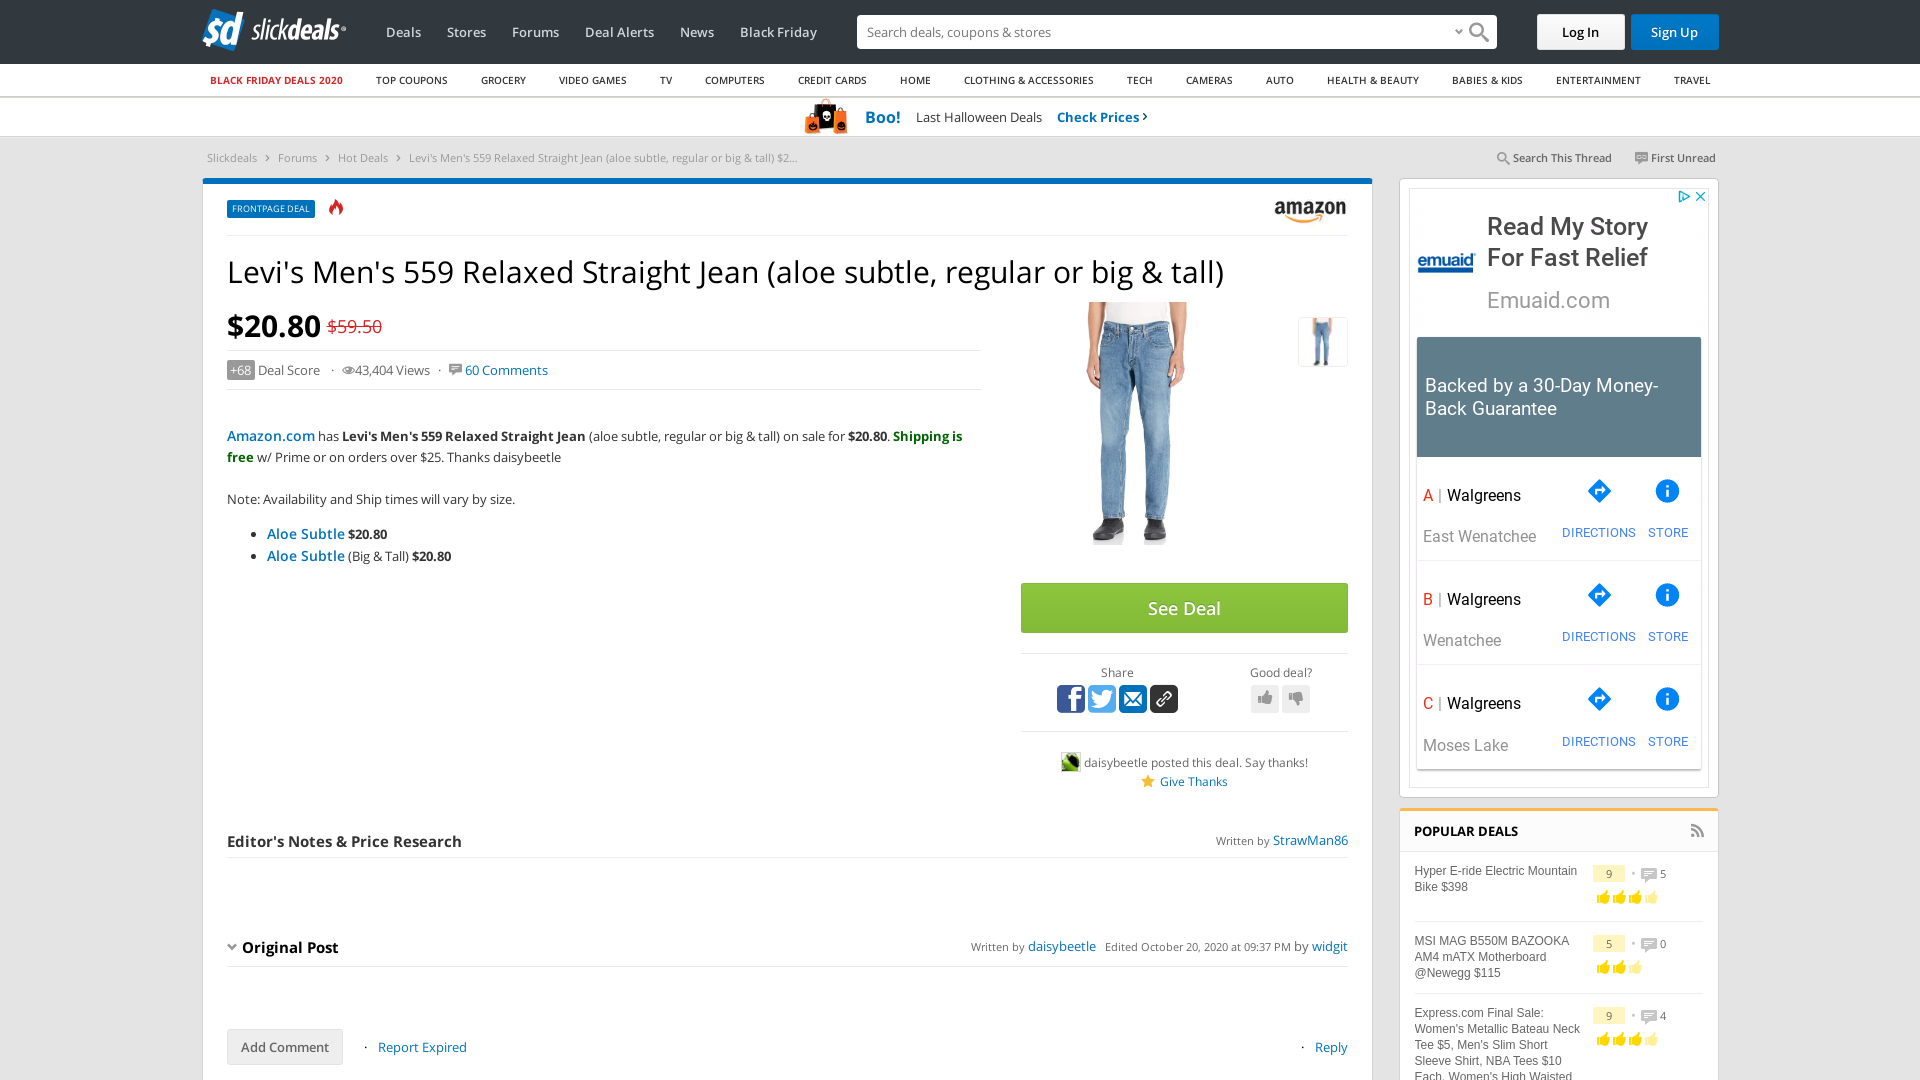 sd slickdeals
Deals Stores Forums Deal Alerts News Black Friday
Search deals, coupons & stores
Log In Sign Up
BLACK FRIDAY DEALS 2020 TOP COUPONS GROCERY VIDEO GAMES TV COMPUTERS CREDIT CARDS HOME CLOTHING & ACCESSORIES TECH CAMERAS AUTO HEALTH & BEAUTY BABIES & KIDS ENTERTAINMENT TRAVEL
Boo! Last Halloween Deals Check Prices
Slickdeals Forums Hot Deals Levi's Men's 559 Relaxed Straight Jean (aloe subtle, regular or big & tall) $2...
Search This Thread First Unread
FRONTPAGE DEAL
amazon
Levi's Men's 559 Relaxed Straight Jean (aloe subtle, regular or big & tall)
$20.80 $59.50
+68 Deal Score · 43,404 Views · 60 Comments
Amazon.com has Levi's Men's 559 Relaxed Straight Jean (aloe subtle, regular or big & tall) on sale for $20.80. Shipping is
free w/ Prime or on orders over $25. Thanks daisybeetle
Note: Availability and Ship times will vary by size.
• Aloe Subtle $20.80
• Aloe Subtle (Big & Tall) $20.80
See Deal
Share
Good deal?
daisybeetle posted this deal. Say thanks!
Give Thanks
Editor's Notes & Price Research
Written by StrawMan86
Original Post
Written by daisybeetle Edited October 20, 2020 at 09:37 PM by widgit
Add Comment · Report Expired
· Reply
Read My Story
For Fast Relief
emuaid
Emuaid.com
Backed by a 30-Day Money-
Back Guarantee
A | Walgreens
East Wenatchee DIRECTIONS STORE
B | Walgreens
Wenatchee DIRECTIONS STORE
C | Walgreens
Moses Lake DIRECTIONS STORE
POPULAR DEALS
Hyper E-ride Electric Mountain
Bike $398
9 • 5
MSI MAG B550M BAZOOKA
AM4 mATX Motherboard
@Newegg $115
5 • 0
Express.com Final Sale:
Women's Metallic Bateau Neck
Tee $5, Men's Slim Short
Sleeve Shirt, NBA Tees $10
Each, Women's High Waisted
9 • 4